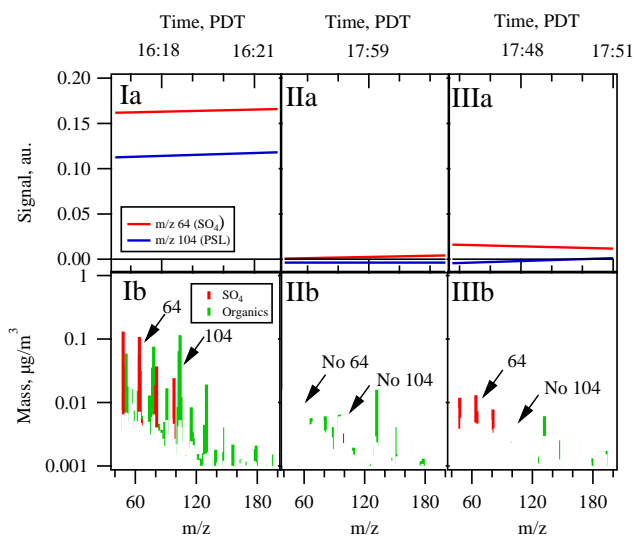 Time, PDT Time, PDT Time, PDT
16:18 16:21 17:59 17:48 17:51
0.20
0.15
0.10
0.05
0.00
Signal, au.
Ia IIa IIIa
m/z 64 (SO4)
m/z 104 (PSL)
1
0.1
0.01
0.001
Mass, µg/m3
Ib IIb IIIb
SO4
Organics
64
104
No 64
No 104
64
No 104
60 120 180 60 120 180 60 120 180
m/z m/z m/z